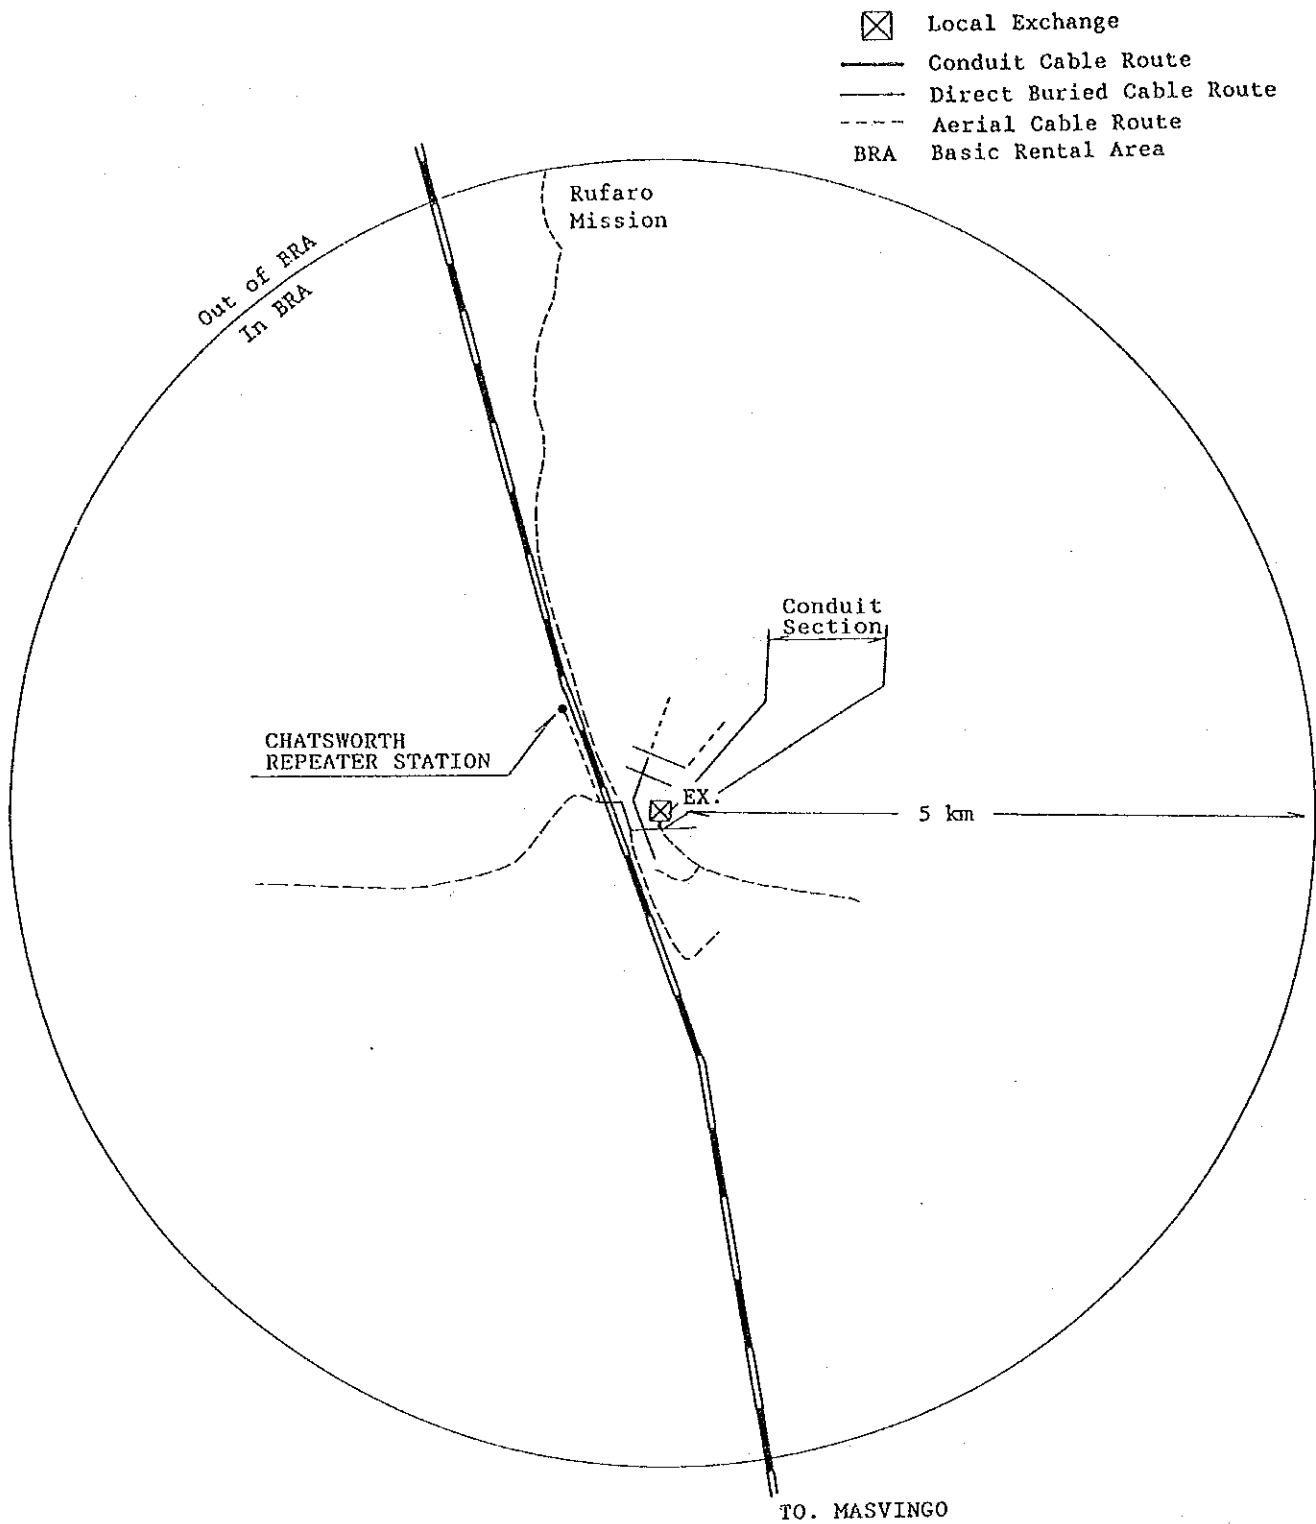 Local Exchange
Conduit Cable Route
Direct Buried Cable Route
Aerial Cable Route
BRA Basic Rental Area
Rufaro
Mission
Out of BRA
In BRA
Conduit
Section
CHATSWORTH
REPEATER STATION
EX.
5 km
TO. MASVINGO